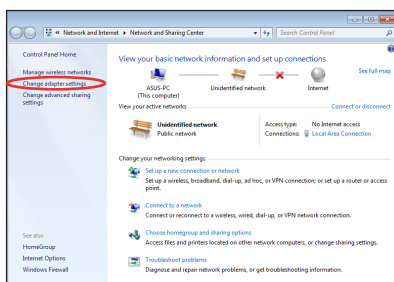 « Network and Internet ▸ Network and Sharing Center
Search Control Panel
Control Panel Home
Manage wireless networks
Change adapter settings
Change advanced sharing
settings
See also
HomeGroup
Internet Options
Windows Firewall
View your basic network information and set up connections
See full map
ASUS-PC
(This computer)
Unidentified network
Internet
View your active networks
Connect or disconnect
Unidentified network
Public network
Access type: No Internet access
Connections: Local Area Connection
Change your networking settings
Set up a new connection or network
Set up a wireless, broadband, dial-up, ad hoc, or VPN connection; or set up a router or access
point.
Connect to a network
Connect or reconnect to a wireless, wired, dial-up, or VPN network connection.
Choose homegroup and sharing options
Access files and printers located on other network computers, or change sharing settings.
Troubleshoot problems
Diagnose and repair network problems, or get troubleshooting information.